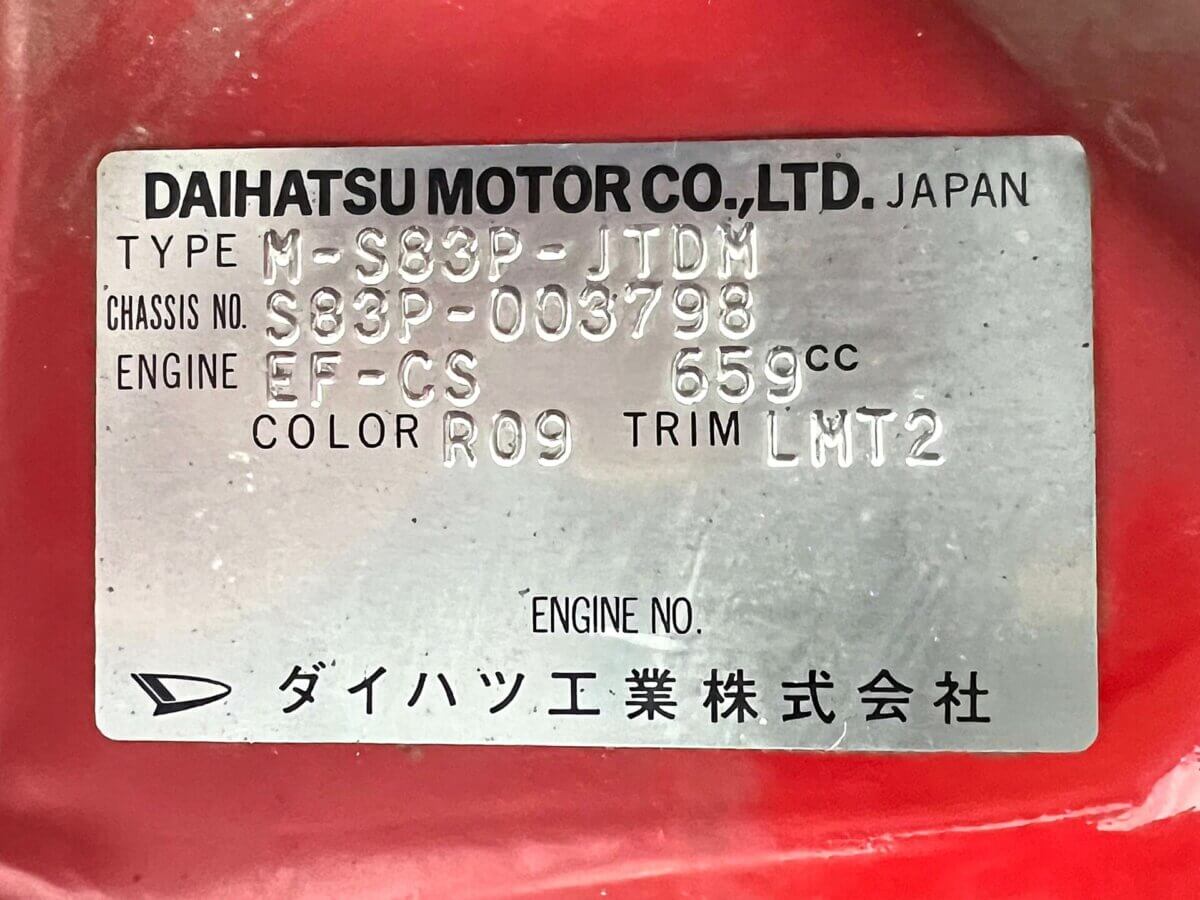 DAIHATSU MOTOR CO.,LTD. JAPAN
TYPE M-S83P-JTDM
CHASSIS NO. S83P-003798
ENGINE EF-CS 659cc
COLOR R09 TRIM LMT2
ENGINE NO.
ダイハツ工業株式会社